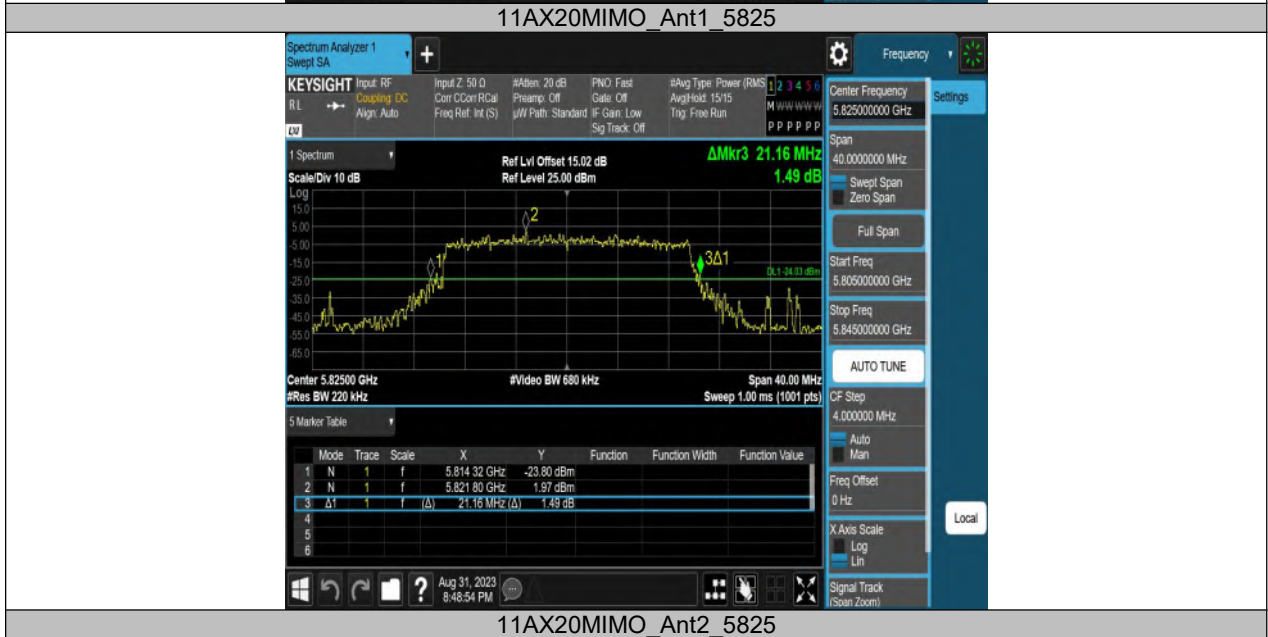 11AX20MIMO_Ant1_5825
Spectrum Analyzer 1
Swept SA
+
Frequency
KEYSIGHT
RL
LXI
Input: RF
Coupling: DC
Align: Auto
Input Z: 50 Ω
Corr CCorr RCal
Freq Ref: Int (S)
#Atten: 20 dB
Preamp: Off
µW Path: Standard
PNO: Fast
Gate: Off
IF Gain: Low
Sig Track: Off
#Avg Type: Power (RMS
Avg|Hold: 15/15
Trig: Free Run
1 2 3 4 5 6
M W W W W W
P P P P P P
1 Spectrum
Scale/Div 10 dB
Ref Lvl Offset 15.02 dB
Ref Level 25.00 dBm
ΔMkr3 21.16 MHz
1.49 dB
Log
15.0
5.00
-5.00
-15.0
-25.0
-35.0
-45.0
-55.0
-65.0
1
2
3Δ1
DL1 -24.03 dBm
Center 5.82500 GHz
#Res BW 220 kHz
#Video BW 680 kHz
Span 40.00 MHz
Sweep 1.00 ms (1001 pts)
5 Marker Table
Mode Trace Scale X Y Function Function Width Function Value
1 N 1 f 5.814 32 GHz -23.80 dBm
2 N 1 f 5.821 80 GHz 1.97 dBm
3 Δ1 1 f (Δ) 21.16 MHz (Δ) 1.49 dB
4
5
6
?
Aug 31, 2023
8:48:54 PM
Center Frequency
5.825000000 GHz
Settings
Span
40.0000000 MHz
Swept Span
Zero Span
Full Span
Start Freq
5.805000000 GHz
Stop Freq
5.845000000 GHz
AUTO TUNE
CF Step
4.000000 MHz
Auto
Man
Freq Offset
0 Hz
X Axis Scale
Log
Lin
Local
Signal Track
(Span Zoom)
11AX20MIMO_Ant2_5825